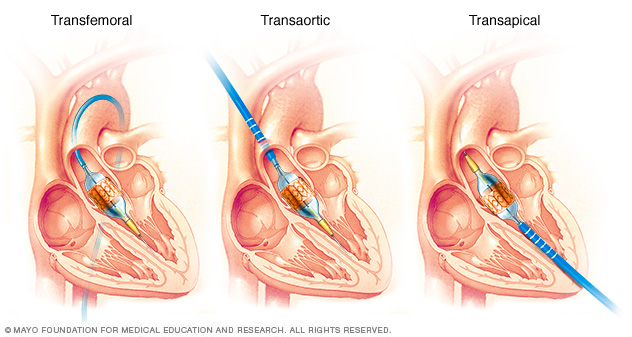 Transfemoral
Transaortic
Transapical
© MAYO FOUNDATION FOR MEDICAL EDUCATION AND RESEARCH. ALL RIGHTS RESERVED.